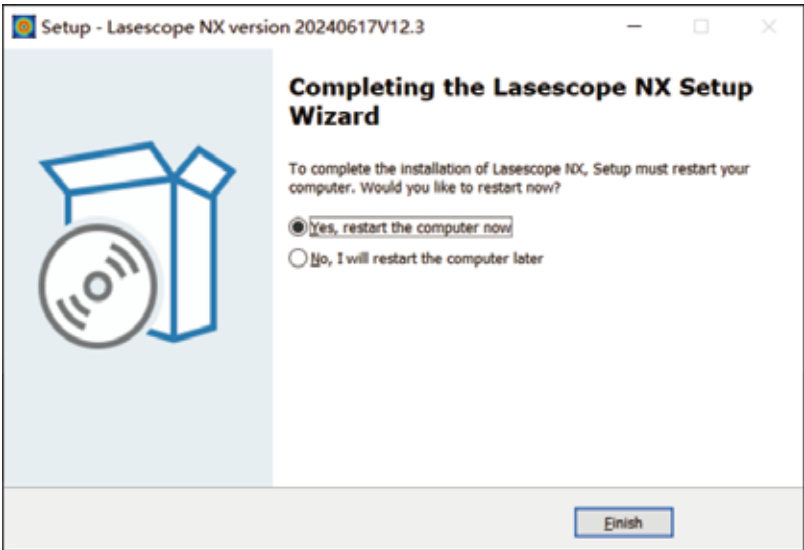 Setup - Lasescope NX version 20240617V12.3
Completing the Lasescope NX Setup
Wizard
To complete the installation of Lasescope NX, Setup must restart your
computer. Would you like to restart now?
Yes, restart the computer now
No, I will restart the computer later
Finish